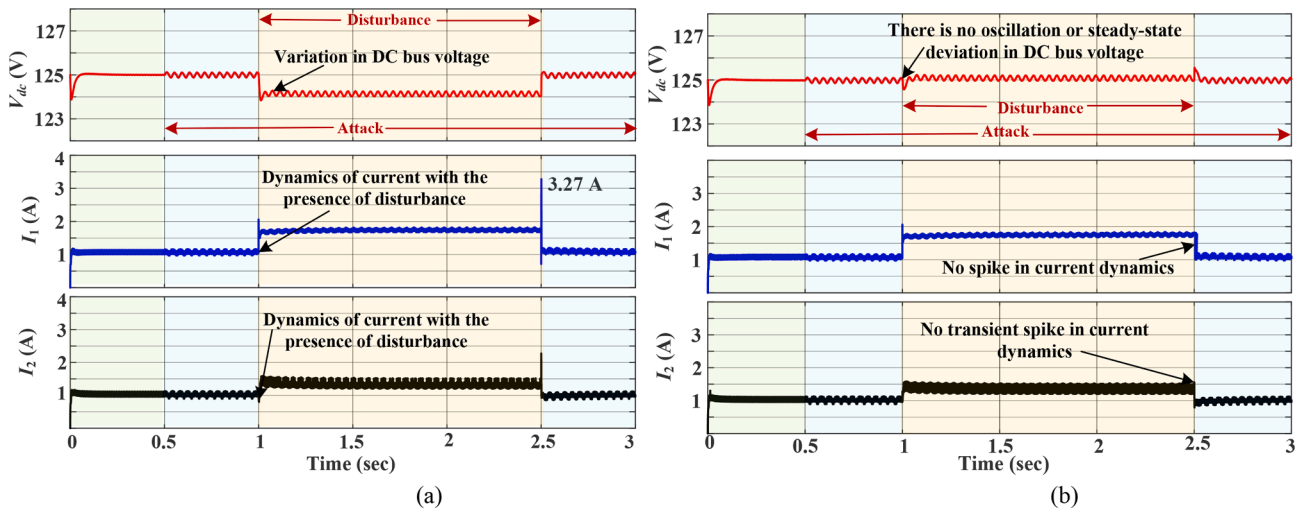 127
125
123
V_dc (V)
Disturbance
Variation in DC bus voltage
Attack
4
3
2
1
I_1 (A)
Dynamics of current with the
presence of disturbance
3.27 A
4
3
2
1
0
I_2 (A)
Dynamics of current with the
presence of disturbance
0 0.5 1 1.5 2 2.5 3
Time (sec)
(a)
127
125
123
V_dc (V)
There is no oscillation or steady-state
deviation in DC bus voltage
Disturbance
Attack
3
2
1
I_1 (A)
No spike in current dynamics
3
2
1
I_2 (A)
No transient spike in current
dynamics
0 0.5 1 1.5 2 2.5 3
Time (sec)
(b)